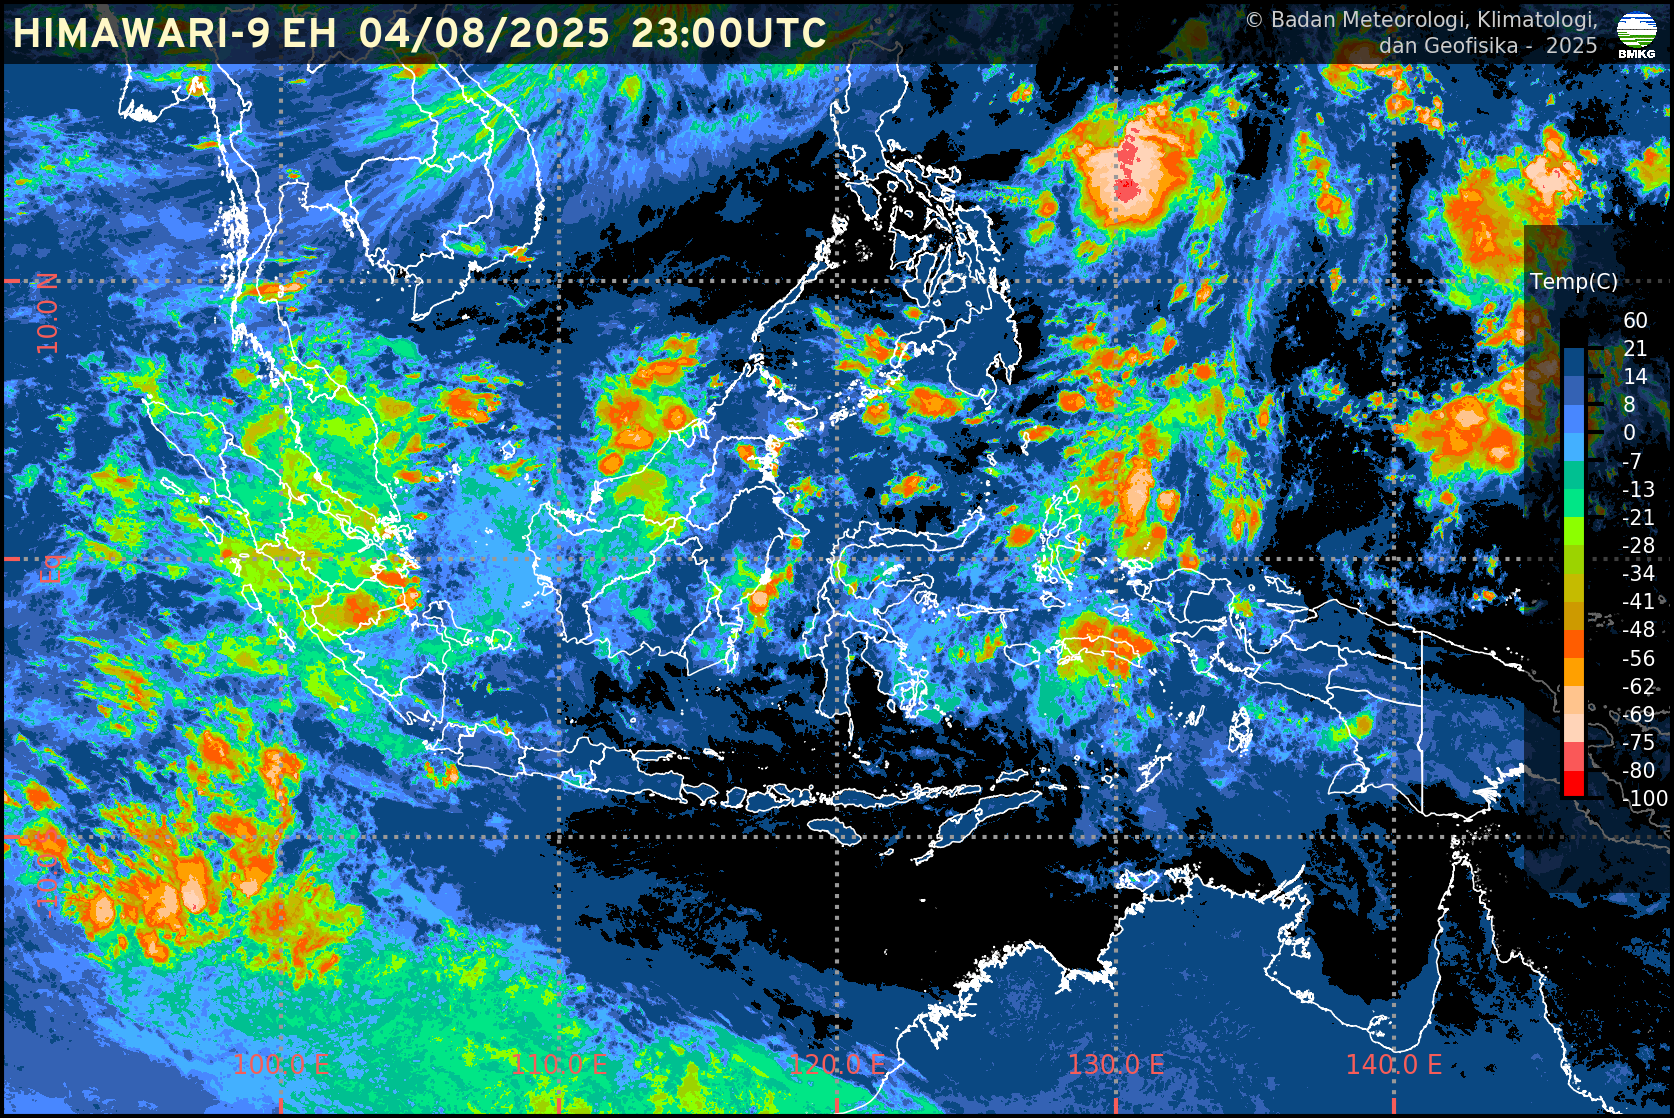 HIMAWARI-9 EH 04/08/2025 23:00UTC
© Badan Meteorologi, Klimatologi,
dan Geofisika - 2025
BMKG
10.0 N
Eq
-10.0
Temp(C)
60
21
14
8
0
-7
-13
-21
-28
-34
-41
-48
-56
-62
-69
-75
-80
-100
100.0 E
110.0 E
120.0 E
130.0 E
140.0 E